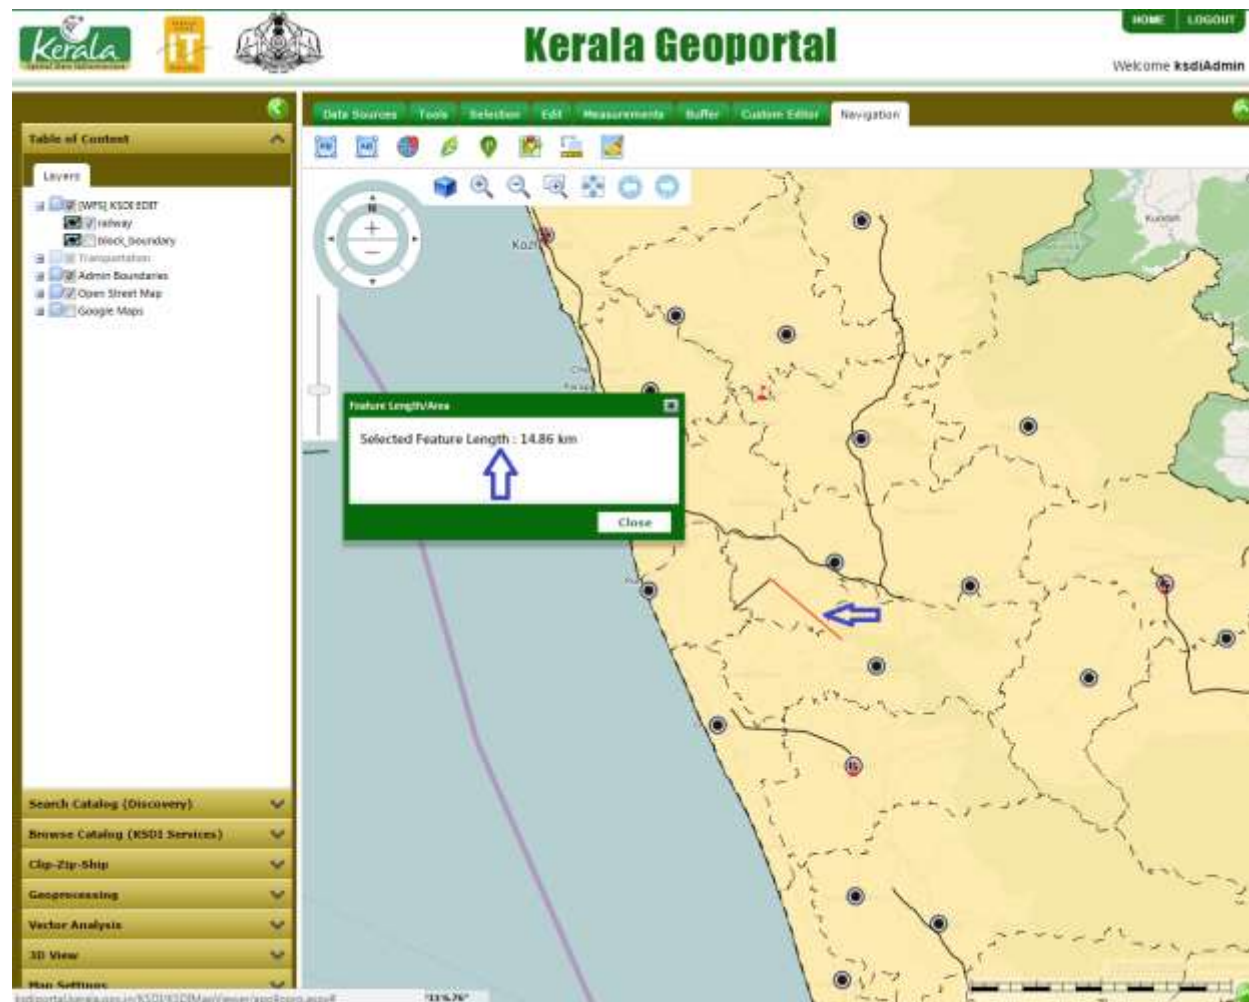 Kerala
iT
Kerala Geoportal
HOME LOGOUT
Welcome ksdiAdmin
Data Sources Tools Selection Edit Measurements Buffer Custom Editor Navigation
Table of Content
Layers
[WFS] KSDI EDIT
railway
block_boundary
Transportation
Admin Boundaries
Open Street Map
Google Maps
N
Kozh
Kundah
Feature Length/Area
Selected Feature Length : 14.86 km
Close
Search Catalog (Discovery)
Browse Catalog (KSDI Services)
Clip-Zip-Ship
Geoprocessing
Vector Analysis
3D View
Map Settings